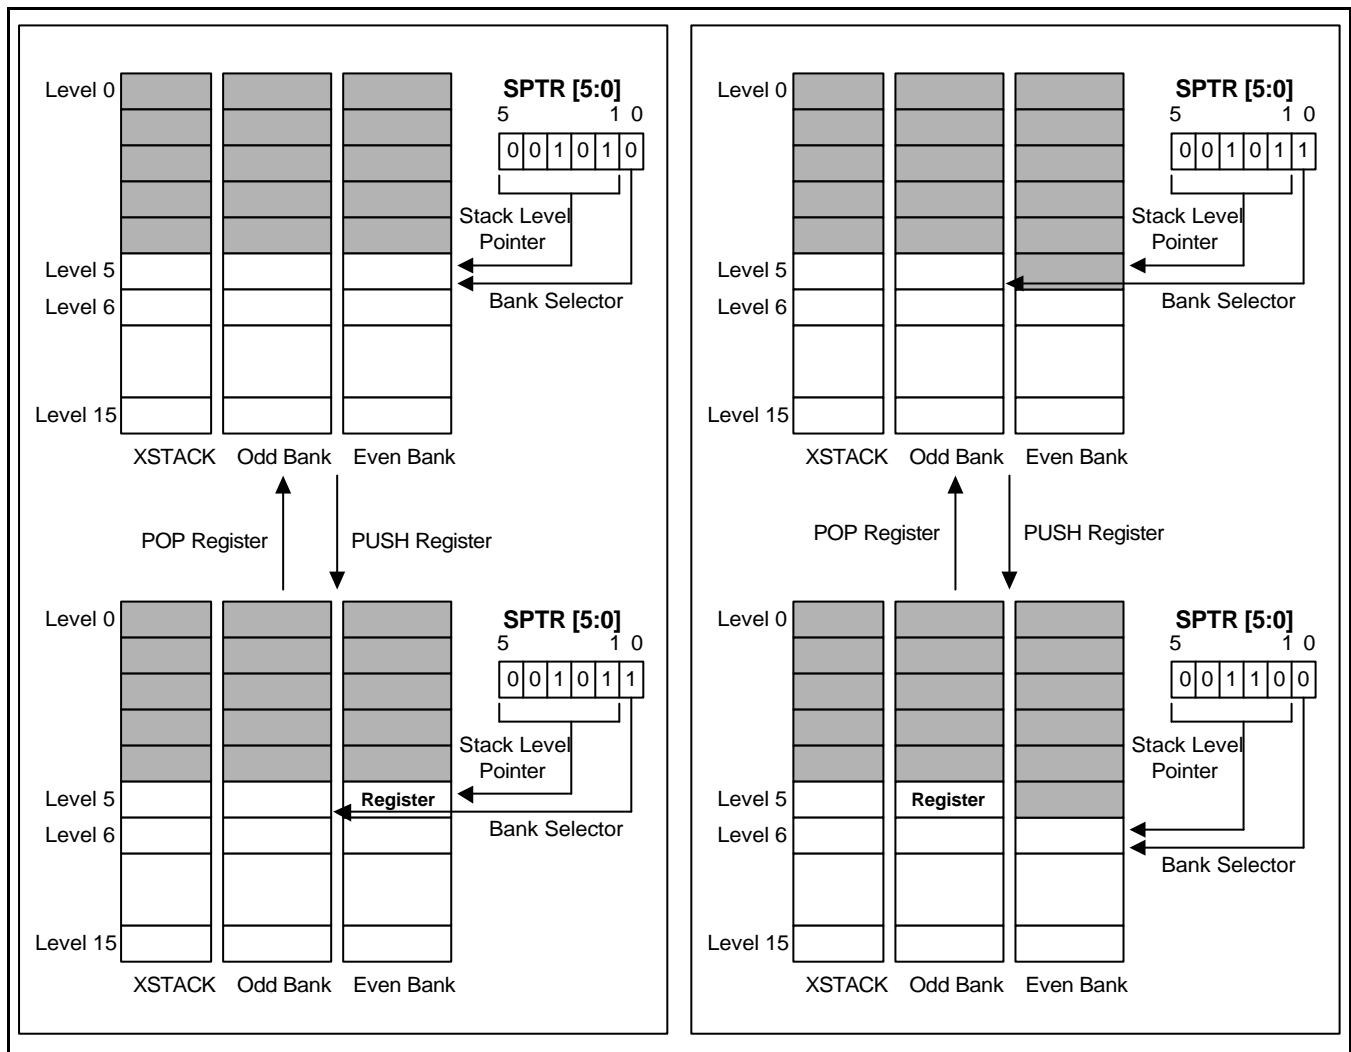 Level 0
SPTR [5:0]
5 1 0
0 0 1 0 1 0
Stack Level
Pointer
Level 5
Bank Selector
Level 6
Level 15
XSTACK Odd Bank Even Bank
POP Register PUSH Register
Level 0
SPTR [5:0]
5 1 0
0 0 1 0 1 1
Stack Level
Pointer
Level 5 Register
Bank Selector
Level 6
Level 15
XSTACK Odd Bank Even Bank
Level 0
SPTR [5:0]
5 1 0
0 0 1 0 1 1
Stack Level
Pointer
Level 5
Bank Selector
Level 6
Level 15
XSTACK Odd Bank Even Bank
POP Register PUSH Register
Level 0
SPTR [5:0]
5 1 0
0 0 1 1 0 0
Stack Level
Pointer
Level 5 Register
Level 6
Bank Selector
Level 15
XSTACK Odd Bank Even Bank